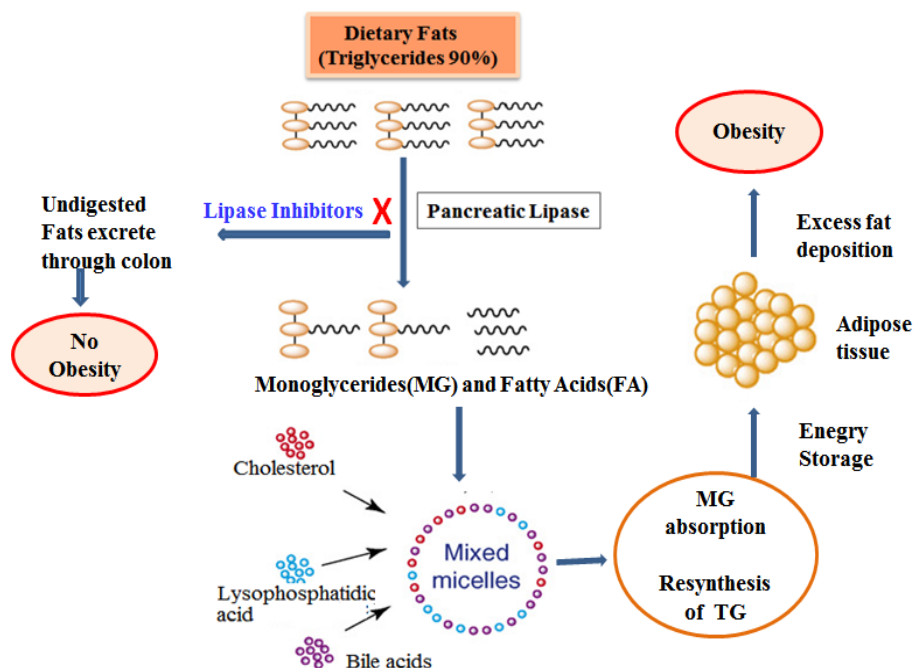 Dietary Fats
(Triglycerides 90%)
Obesity
Undigested
Fats excrete
through colon
Lipase Inhibitors
X
Pancreatic Lipase
Excess fat
deposition
No
Obesity
Adipose
tissue
Monoglycerides(MG) and Fatty Acids(FA)
Enegry
Storage
Cholesterol
MG
absorption
Mixed
micelles
Lysophosphatidic
acid
Resynthesis
of TG
Bile acids